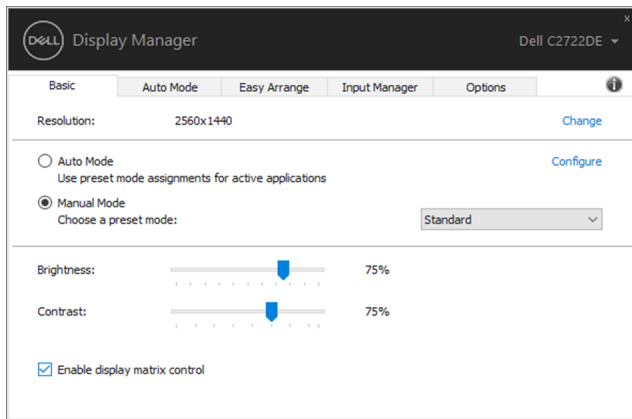 x
DELL Display Manager Dell C2722DE
Basic Auto Mode Easy Arrange Input Manager Options
Resolution: 2560x1440 Change
Auto Mode Configure
Use preset mode assignments for active applications
Manual Mode
Choose a preset mode: Standard
Brightness: 75%
Contrast: 75%
Enable display matrix control